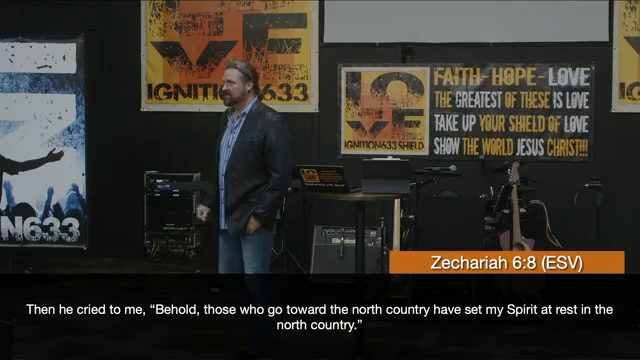 LOVE
IGNITION633
LOVE
IGNITION633 SHIELD
FAITH-HOPE-LOVE
THE GREATEST OF THESE IS LOVE
TAKE UP YOUR SHIELD OF LOVE
SHOW THE WORLD JESUS CHRIST!!!
N633
Zechariah 6:8 (ESV)
Then he cried to me, “Behold, those who go toward the north country have set my Spirit at rest in the
north country.”